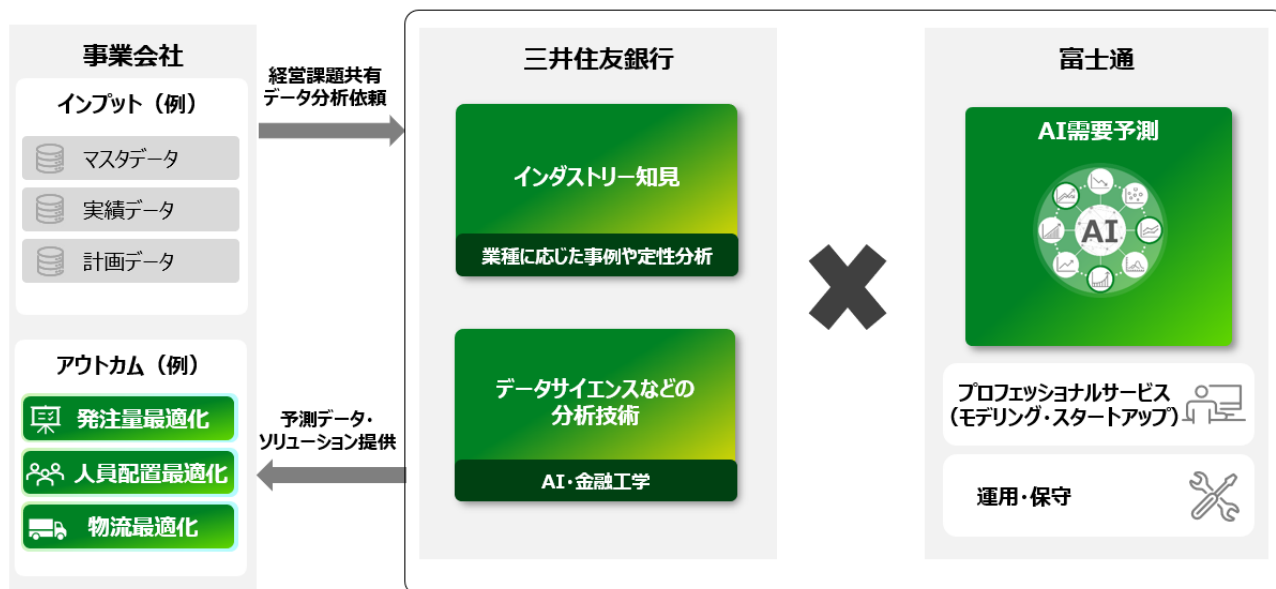 事業会社
インプット（例）
マスタデータ
実績データ
計画データ
アウトカム（例）
発注量最適化
人員配置最適化
物流最適化
経営課題共有
データ分析依頼
予測データ・
ソリューション提供
三井住友銀行
インダストリー知見
業種に応じた事例や定性分析
データサイエンスなどの
分析技術
AI・金融工学
富士通
AI需要予測
AI
プロフェッショナルサービス
（モデリング・スタートアップ）
運用・保守